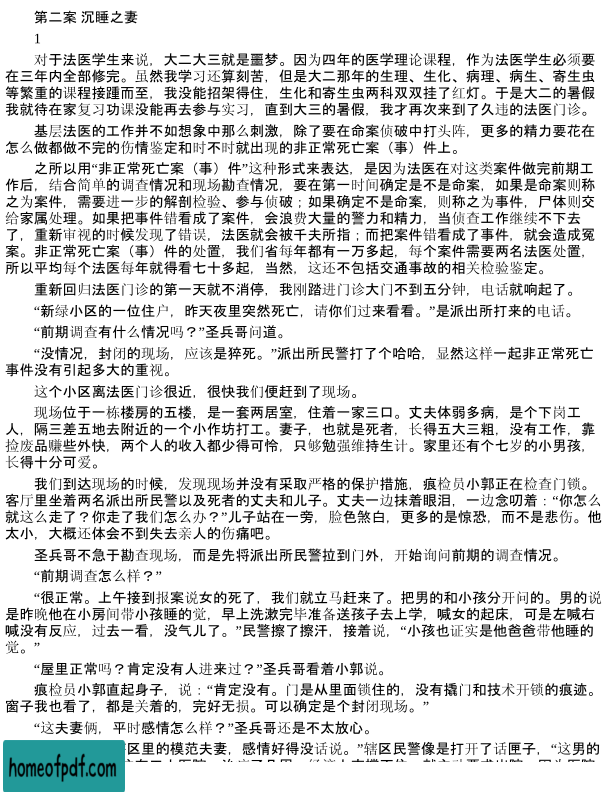 第二案 沉睡之妻
1
对于法医学生来说，大二大三就是噩梦。因为四年的医学理论课程，作为法医学生必须要
在三年内全部修完。虽然我学习还算刻苦，但是大二那年的生理、生化、病理、病生、寄生虫
等繁重的课程接踵而至，我没能招架得住，生化和寄生虫两科双双挂了红灯。于是大二的暑假
我就待在家复习功课没能再去参与实习，直到大三的暑假，我才再次来到了久违的法医门诊。
基层法医的工作并不如想象中那么刺激，除了要在命案侦破中打头阵，更多的精力要花在
怎么做都做不完的伤情鉴定和时不时就出现的非正常死亡案（事）件上。
之所以用“非正常死亡案（事）件”这种形式来表达，是因为法医在对这类案件做完前期工
作后，结合简单的调查情况和现场勘查情况，要在第一时间确定是不是命案，如果是命案则称
之为案件，需要进一步的解剖检验、参与侦破；如果确定不是命案，则称之为事件，尸体则交
给家属处理。如果把事件错看成了案件，会浪费大量的警力和精力，当侦查工作继续不下去
了，重新审视的时候发现了错误，法医就会被千夫所指；而把案件错看成了事件，就会造成冤
案。非正常死亡案（事）件的处置，我们省每年都有一万多起，每个案件需要两名法医处置，
所以平均每个法医每年就得看七十多起，当然，这还不包括交通事故的相关检验鉴定。
重新回归法医门诊的第一天就不消停，我刚踏进门诊大门不到五分钟，电话就响起了。
“新绿小区的一位住户，昨天夜里突然死亡，请你们过来看看。”是派出所打来的电话。
“前期调查有什么情况吗？”圣兵哥问道。
“没情况，封闭的现场，应该是猝死。”派出所民警打了个哈哈，显然这样一起非正常死亡
事件没有引起多大的重视。
这个小区离法医门诊很近，很快我们便赶到了现场。
现场位于一栋楼房的五楼，是一套两居室，住着一家三口。丈夫体弱多病，是个下岗工
人，隔三差五地去附近的一个小作坊打工。妻子，也就是死者，长得五大三粗，没有工作，靠
捡废品赚些外快，两个人的收入都少得可怜，只够勉强维持生计。家里还有个七岁的小男孩，
长得十分可爱。
我们到达现场的时候，发现现场并没有采取严格的保护措施，痕检员小郭正在检查门锁。
客厅里坐着两名派出所民警以及死者的丈夫和儿子。丈夫一边抹着眼泪，一边念叨着：“你怎么
就这么走了？你走了我们怎么办？”儿子站在一旁，脸色煞白，更多的是惊恐，而不是悲伤。他
太小，大概还体会不到失去亲人的伤痛吧。
圣兵哥不急于勘查现场，而是先将派出所民警拉到门外，开始询问前期的调查情况。
“前期调查怎么样？”
“很正常。上午接到报案说女的死了，我们就立马赶来了。把男的和小孩分开问的。男的说
是昨晚他在小房间带小孩睡的觉，早上洗漱完毕准备送孩子去上学，喊女的起床，可是左喊右
喊没有反应，过去一看，没气儿了。”民警擦了擦汗，接着说，“小孩也证实是他爸爸带他睡的
觉。”
“屋里正常吗？肯定没有人进来过？”圣兵哥看着小郭说。
痕检员小郭直起身子，说：“肯定没有。门是从里面锁住的，没有撬门和技术开锁的痕迹。
窗子我也看了，都是关着的，完好无损。可以确定是个封闭现场。”
“这夫妻俩，平时感情怎么样？”圣兵哥还是不太放心。
区里的模范夫妻，感情好得没话说。”辖区民警像是打开了话匣子，“这男的
homeofpdf.com